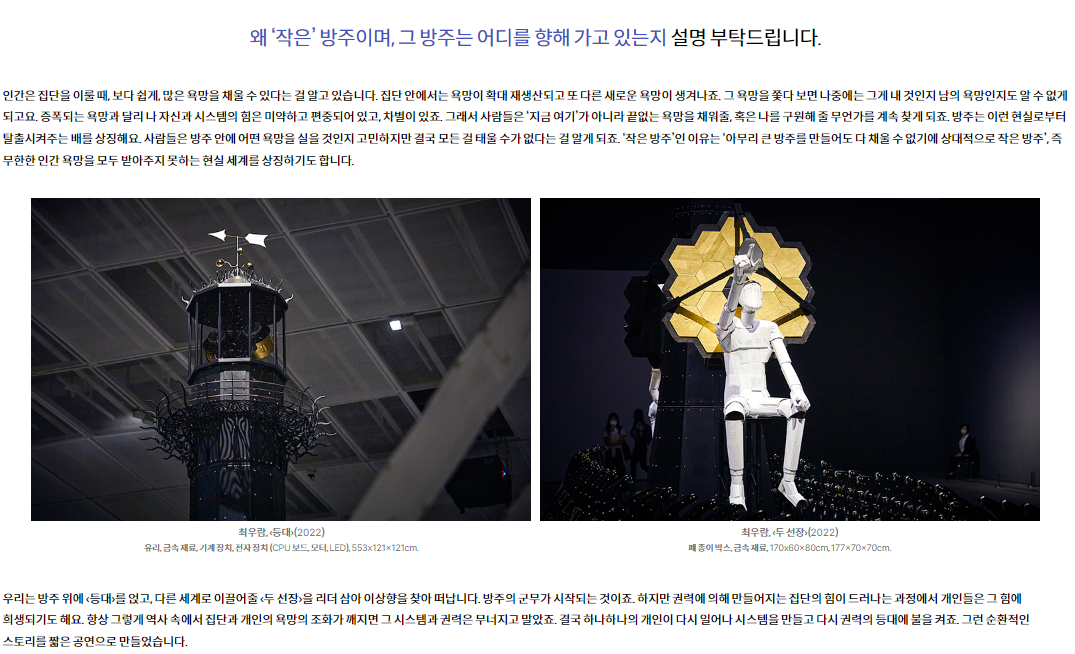 왜 ‘작은’ 방주이며, 그 방주는 어디를 향해 가고 있는지 설명 부탁드립니다.
인간은 집단을 이룰 때, 보다 쉽게, 많은 욕망을 채울 수 있다는 걸 알고 있습니다. 집단 안에서는 욕망이 확대 재생산되고 또 다른 새로운 욕망이 생겨나죠. 그 욕망을 쫓다 보면 나중에는 그게 내 것인지 남의 욕망인지도 알 수 없게
되고요. 증폭되는 욕망과 달리 나 자신과 시스템의 힘은 미약하고 편중되어 있고, 차별이 있죠. 그래서 사람들은 ‘지금 여기’가 아니라 끝없는 욕망을 채워줄, 혹은 나를 구원해 줄 무언가를 계속 찾게 되죠. 방주는 이런 현실로부터
탈출시켜주는 배를 상징해요. 사람들은 방주 안에 어떤 욕망을 실을 것인지 고민하지만 결국 모든 걸 태울 수가 없다는 걸 알게 되죠. ‘작은 방주’인 이유는 ‘아무리 큰 방주를 만들어도 다 채울 수 없기에 상대적으로 작은 방주’, 즉
무한한 인간 욕망을 모두 받아주지 못하는 현실 세계를 상징하기도 합니다.
최우람, ‹등대›(2022)
유리, 금속 재료, 기계 장치, 전자 장치 (CPU 보드, 모터, LED), 553x121×121cm.
최우람, ‹두 선장›(2022)
폐 종이 박스, 금속 재료, 170x60×80cm, 177×70×70cm.
우리는 방주 위에 ‹등대›를 얹고, 다른 세계로 이끌어줄 ‹두 선장›을 리더 삼아 이상향을 찾아 떠납니다. 방주의 군무가 시작되는 것이죠. 하지만 권력에 의해 만들어지는 집단의 힘이 드러나는 과정에서 개인들은 그 힘에
희생되기도 해요. 항상 그렇게 역사 속에서 집단과 개인의 욕망의 조화가 깨지면 그 시스템과 권력은 무너지고 말았죠. 결국 하나하나의 개인이 다시 일어나 시스템을 만들고 다시 권력의 등대에 불을 켜죠. 그런 순환적인
스토리를 짧은 공연으로 만들었습니다.